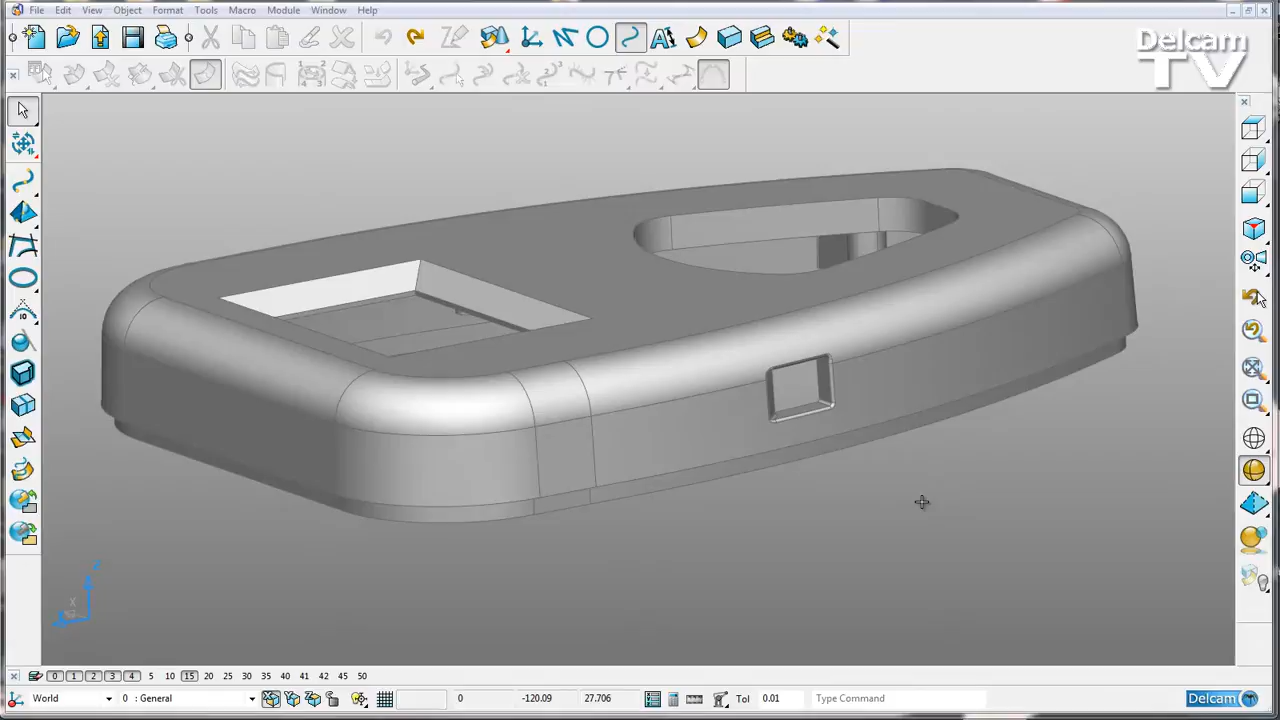 File Edit View Object Format Tools Macro Module Window Help
Delcam
TV
10
Z
X
0 1 2 3 4 5 10 15 20 25 30 35 40 41 42 45 50
World 0 : General 0 -120.09 27.706 Tol 0.01 Type Command Delcam